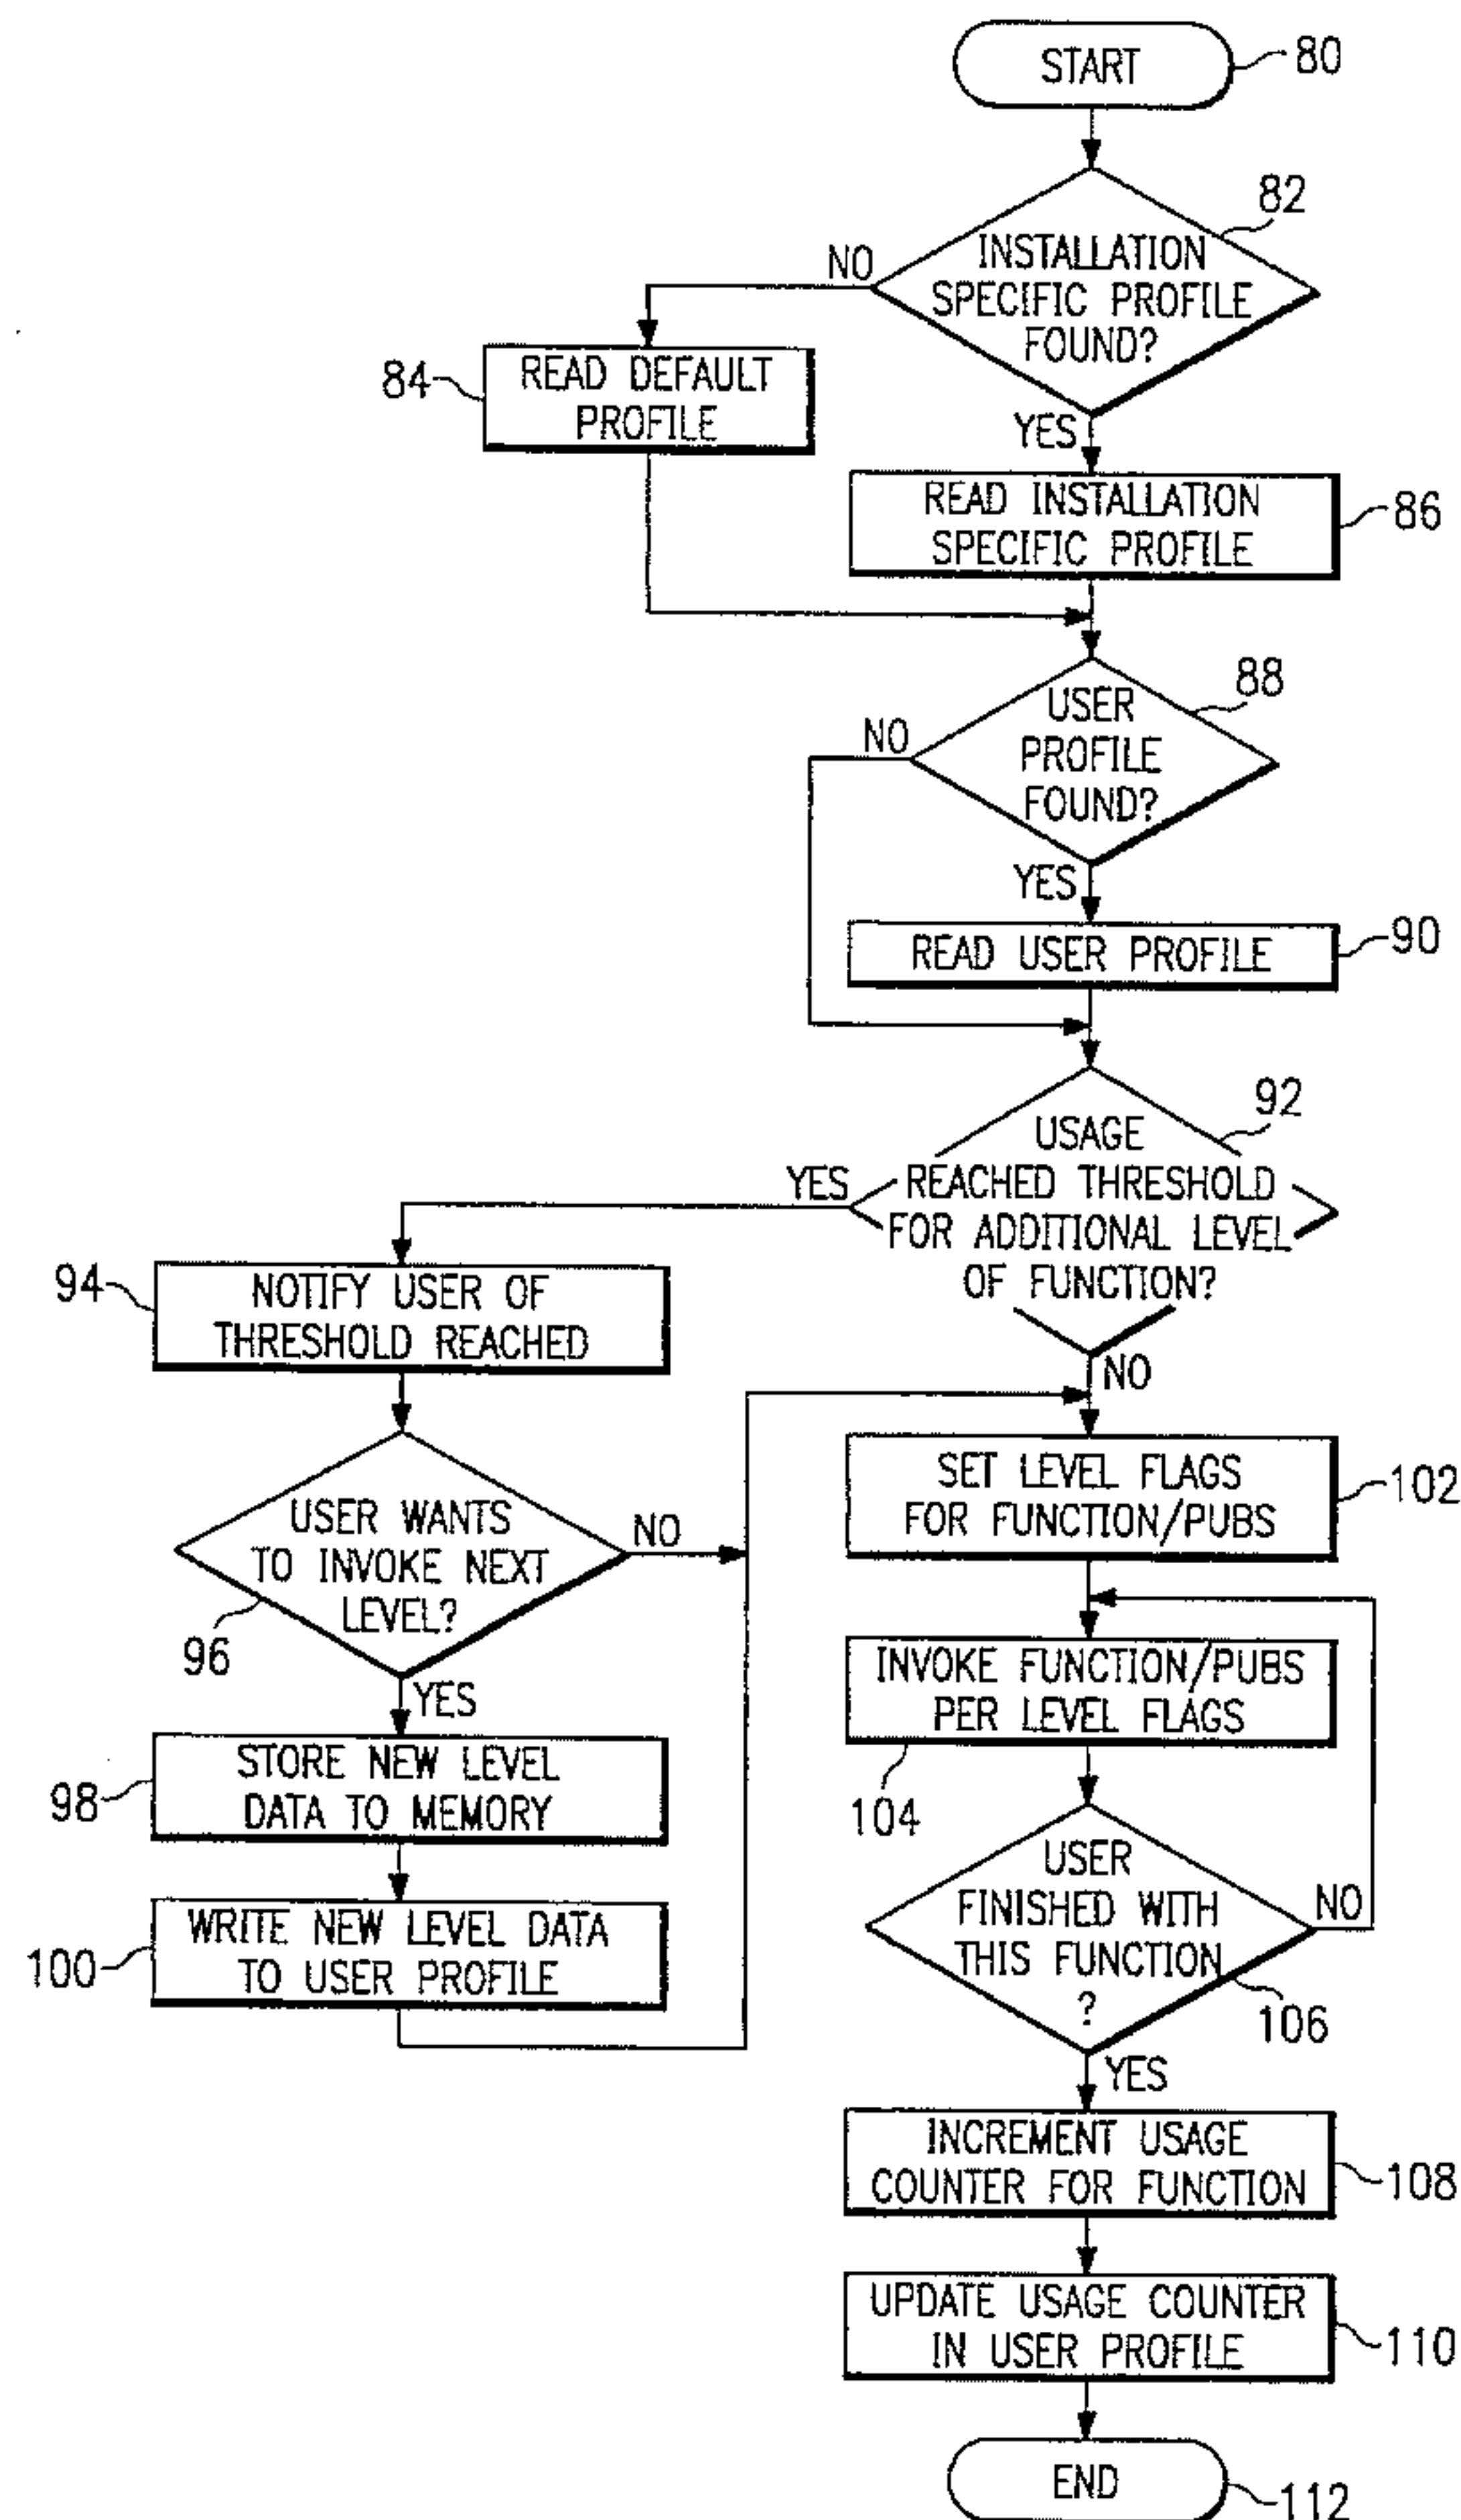 START
80
82
INSTALLATION
SPECIFIC PROFILE
FOUND?
NO
84
READ DEFAULT
PROFILE
YES
READ INSTALLATION
SPECIFIC PROFILE
86
88
USER
PROFILE
FOUND?
NO
YES
READ USER PROFILE
90
92
USAGE
REACHED THRESHOLD
FOR ADDITIONAL LEVEL
OF FUNCTION?
YES
94
NOTIFY USER OF
THRESHOLD REACHED
NO
USER WANTS
TO INVOKE NEXT
LEVEL?
NO
96
YES
SET LEVEL FLAGS
FOR FUNCTION/PUBS
102
INVOKE FUNCTION/PUBS
PER LEVEL FLAGS
104
98
STORE NEW LEVEL
DATA TO MEMORY
100
WRITE NEW LEVEL DATA
TO USER PROFILE
USER
FINISHED WITH
THIS FUNCTION
?
NO
106
YES
INCREMENT USAGE
COUNTER FOR FUNCTION
108
UPDATE USAGE COUNTER
IN USER PROFILE
110
END
112